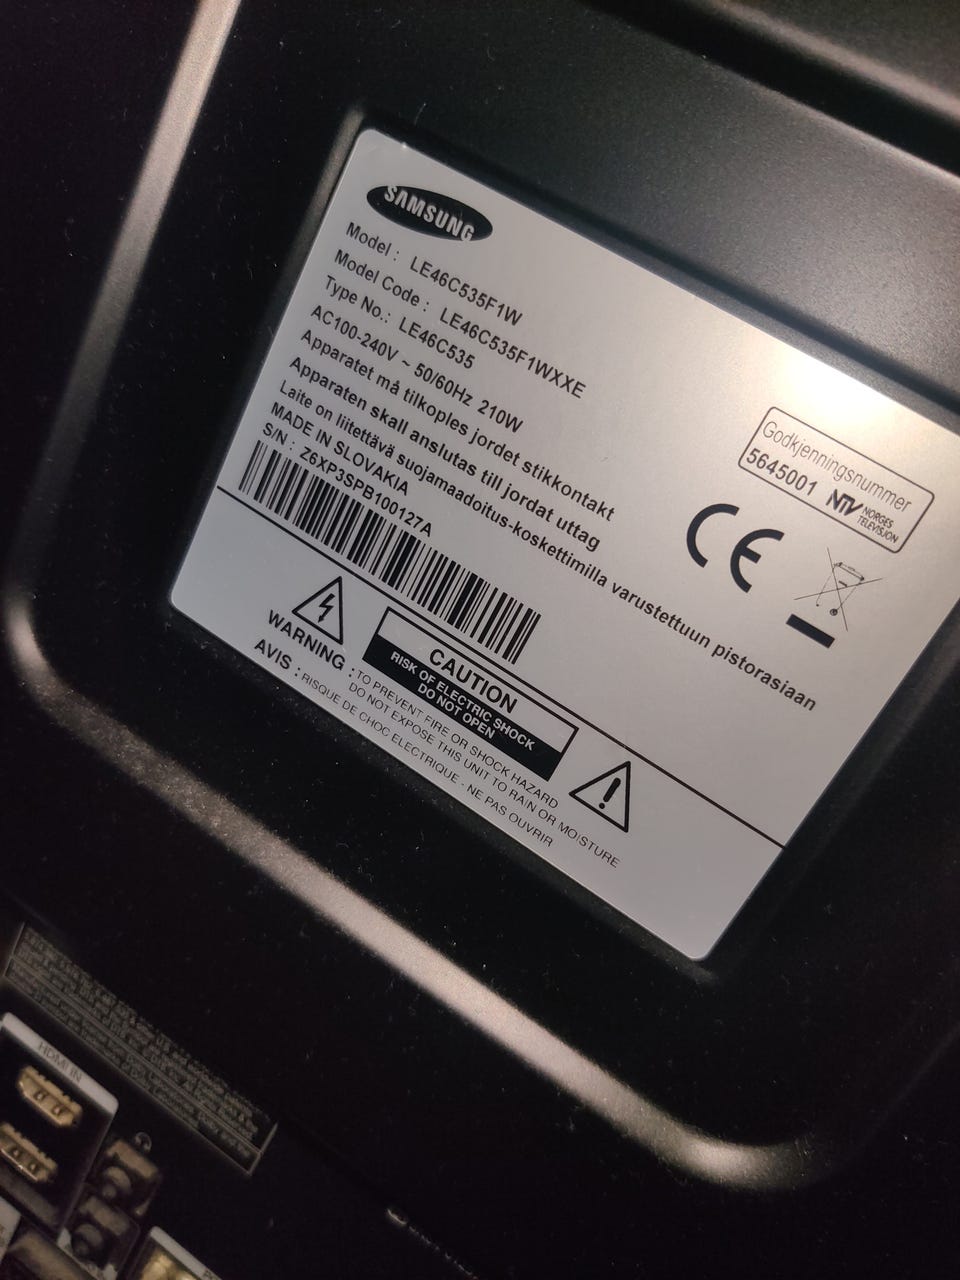 SAMSUNG
Model : LE46C535F1W
Model Code : LE46C535F1WXXE
Type No.: LE46C535
AC100-240V ~ 50/60Hz 210W
Apparatet må tilkoples jordet stikkontakt
Apparaten skall anslutas till jordat uttag
Laite on liitettävä suojamaadoitus-koskettimilla varustettuun pistorasiaan
MADE IN SLOVAKIA
S/N : Z6XP3SPB100127A
Godkjenningsnummer
5645001 NTV NORGES
TELEVISJON
CE
CAUTION
RISK OF ELECTRIC SHOCK
DO NOT OPEN
WARNING : TO PREVENT FIRE OR SHOCK HAZARD
DO NOT EXPOSE THIS UNIT TO RAIN OR MOISTURE
AVIS : RISQUE DE CHOC ELECTRIQUE - NE PAS OUVRIR
HDMI IN